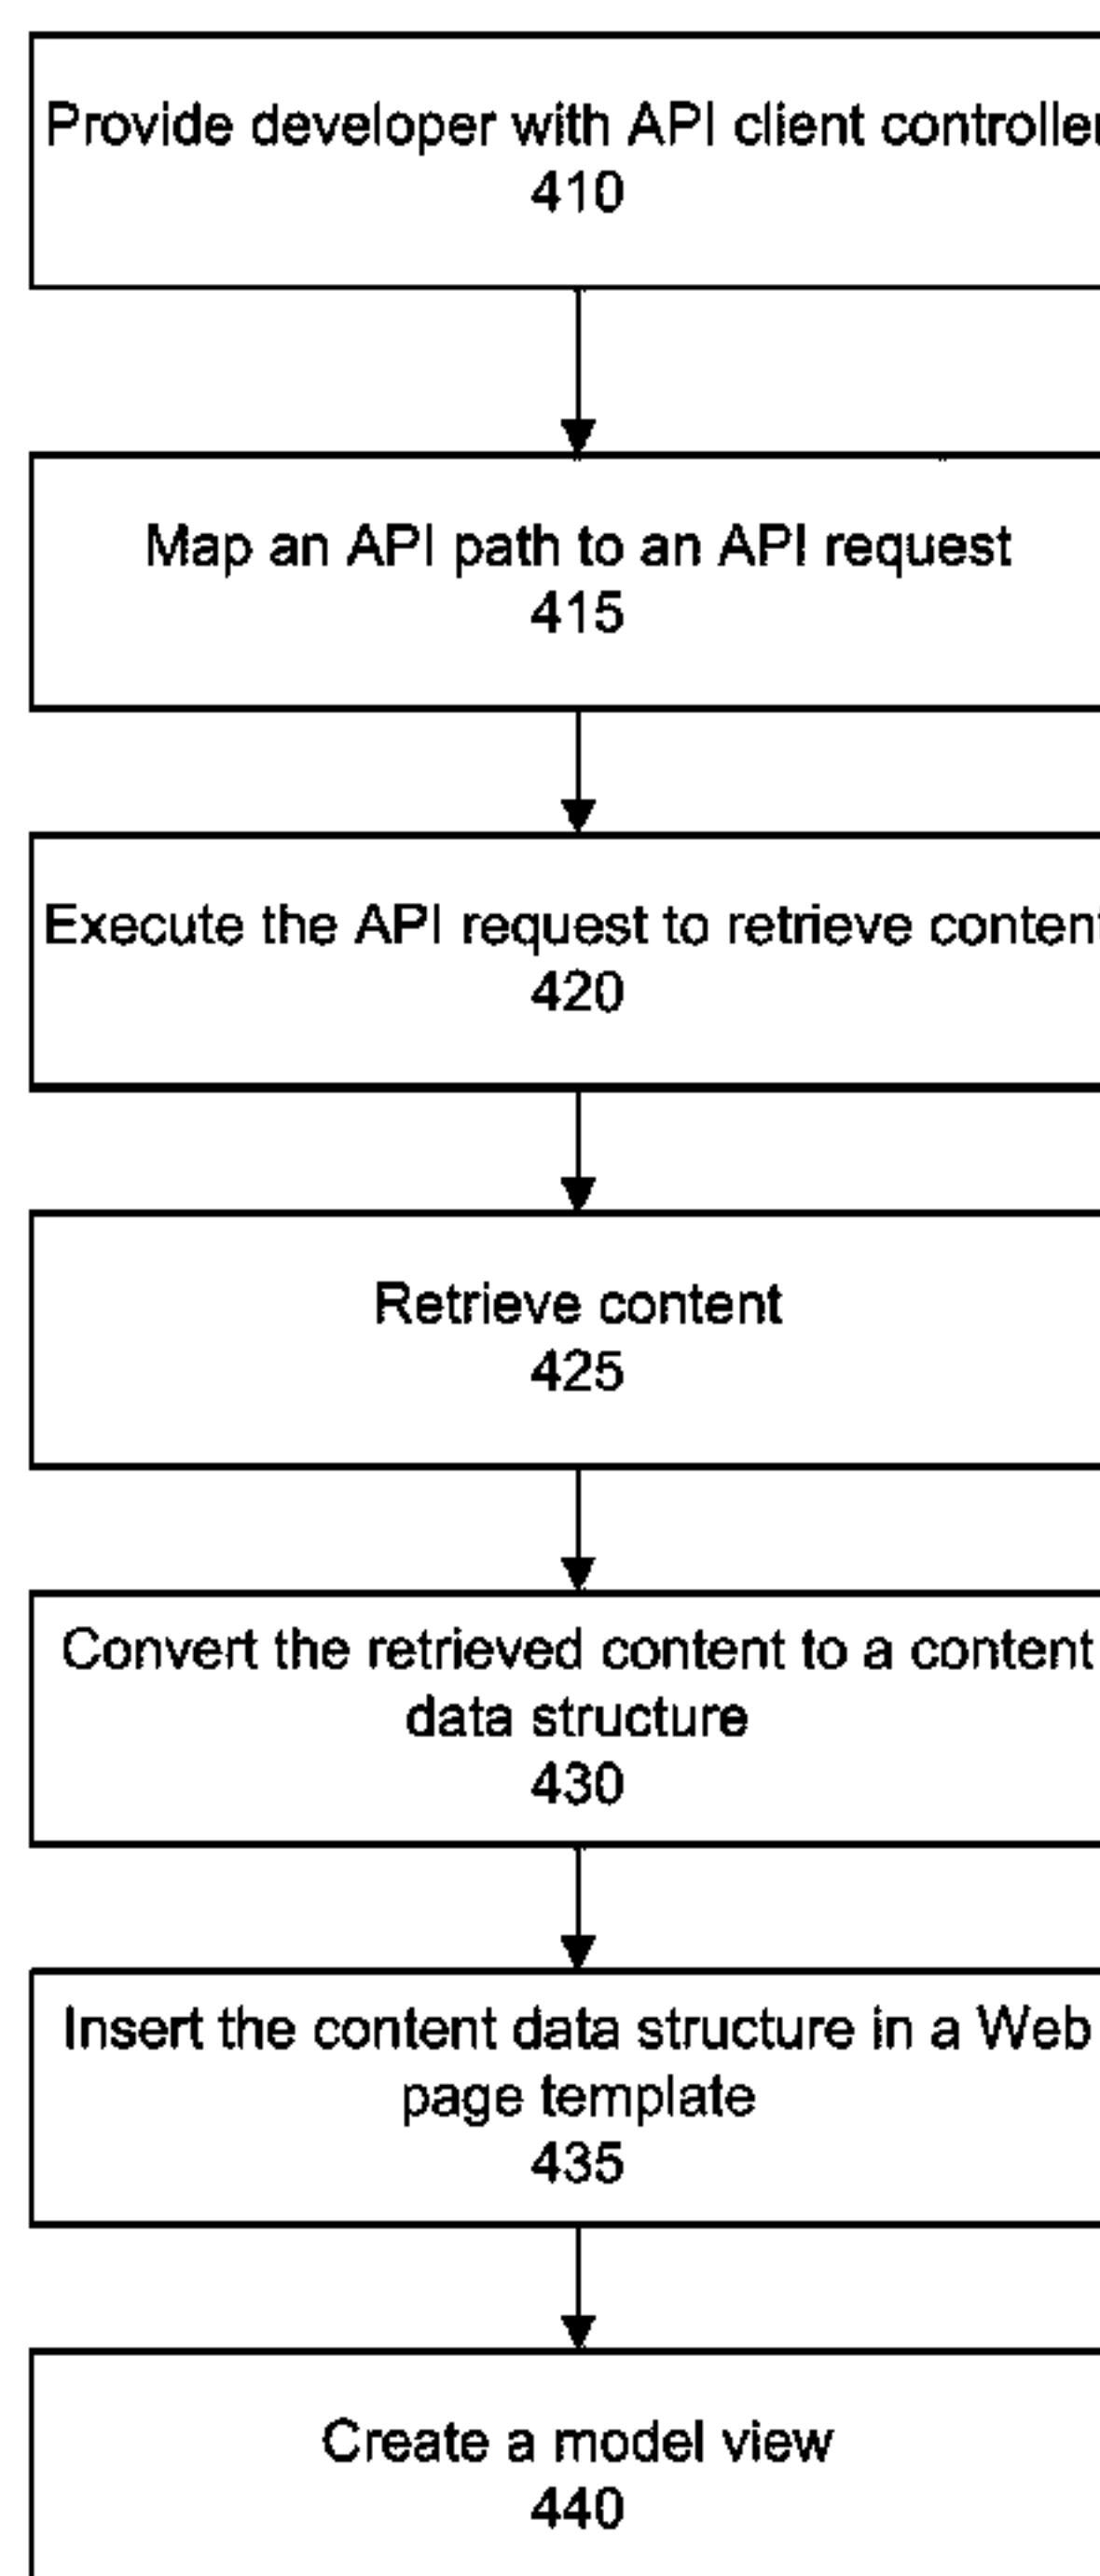 Provide developer with API client controller
410
Map an API path to an API request
415
Execute the API request to retrieve content
420
Retrieve content
425
Convert the retrieved content to a content
data structure
430
Insert the content data structure in a Web
page template
435
Create a model view
440